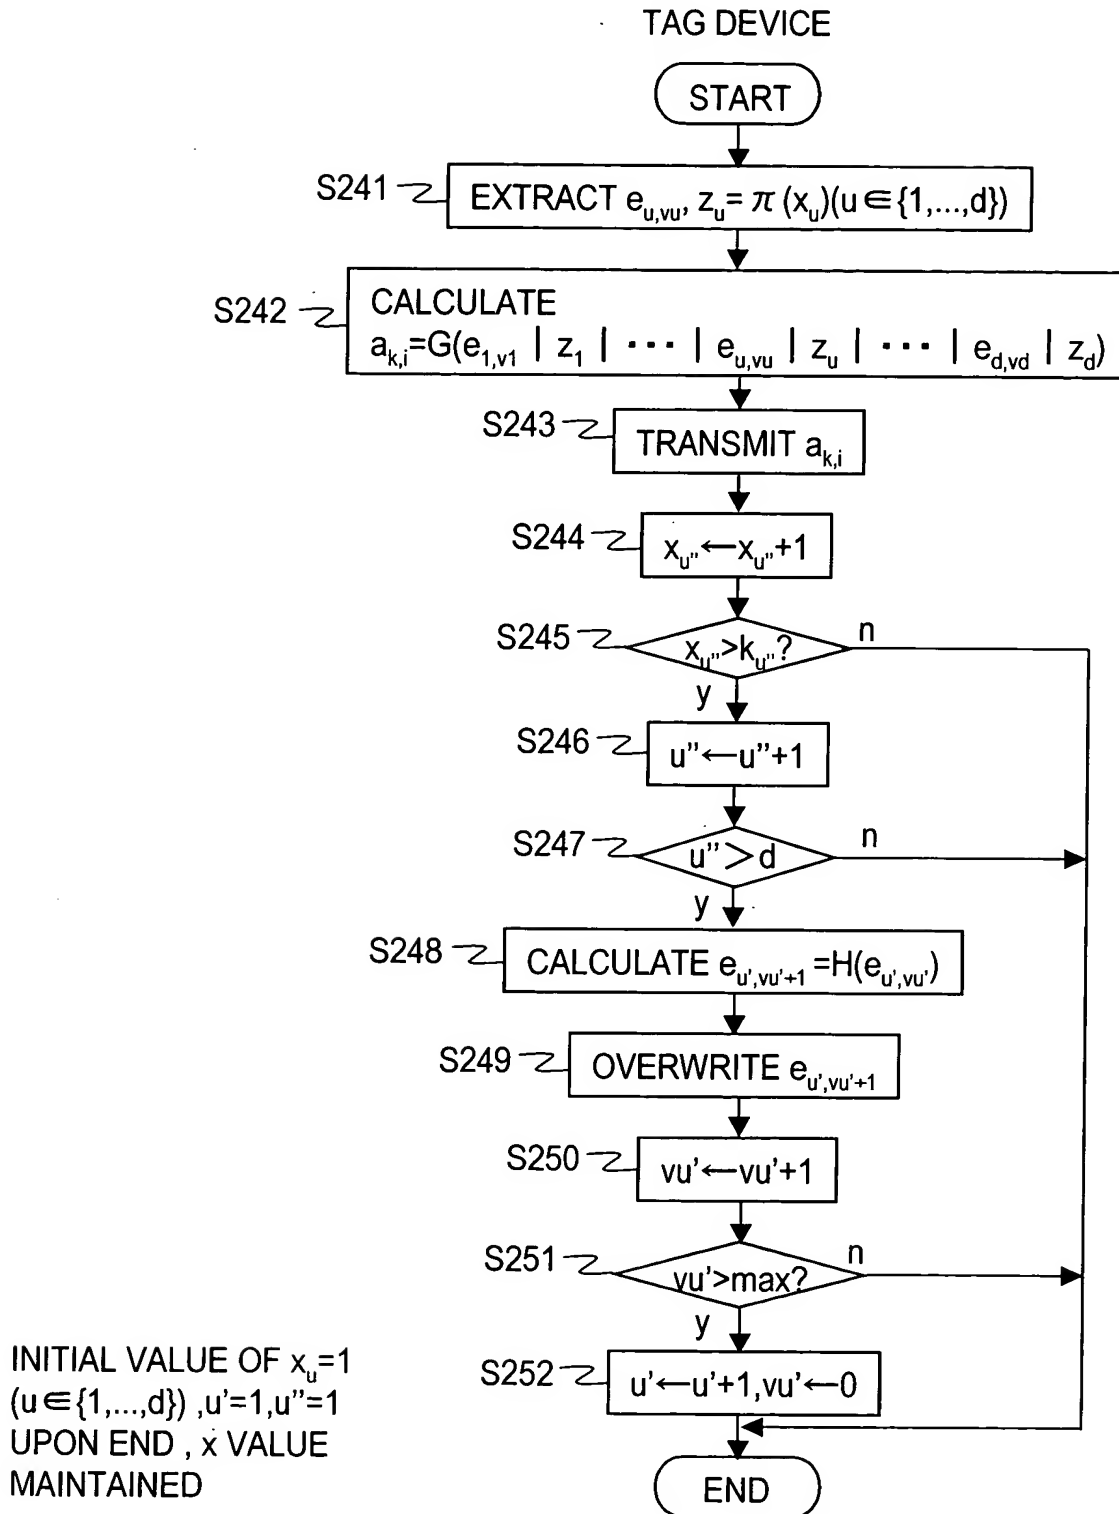 TAG DEVICE
START
S241
EXTRACT e_{u,vu}, z_u = π (x_u)(u∈{1,...,d})
S242
CALCULATE
a_{k,i}=G(e_{1,v1} | z_1 | ··· | e_{u,vu} | z_u | ··· | e_{d,vd} | z_d)
S243
TRANSMIT a_{k,i}
S244
x_{u''}←x_{u''}+1
S245
x_{u''}>k_{u''}?
n
y
S246
u''←u''+1
S247
u''>d
n
y
S248
CALCULATE e_{u',vu'+1}=H(e_{u',vu'})
S249
OVERWRITE e_{u',vu'+1}
S250
vu'←vu'+1
S251
vu'>max?
n
y
S252
u'←u'+1,vu'←0
END
INITIAL VALUE OF x_u=1
(u∈{1,...,d}) ,u'=1,u''=1
UPON END , x VALUE
MAINTAINED